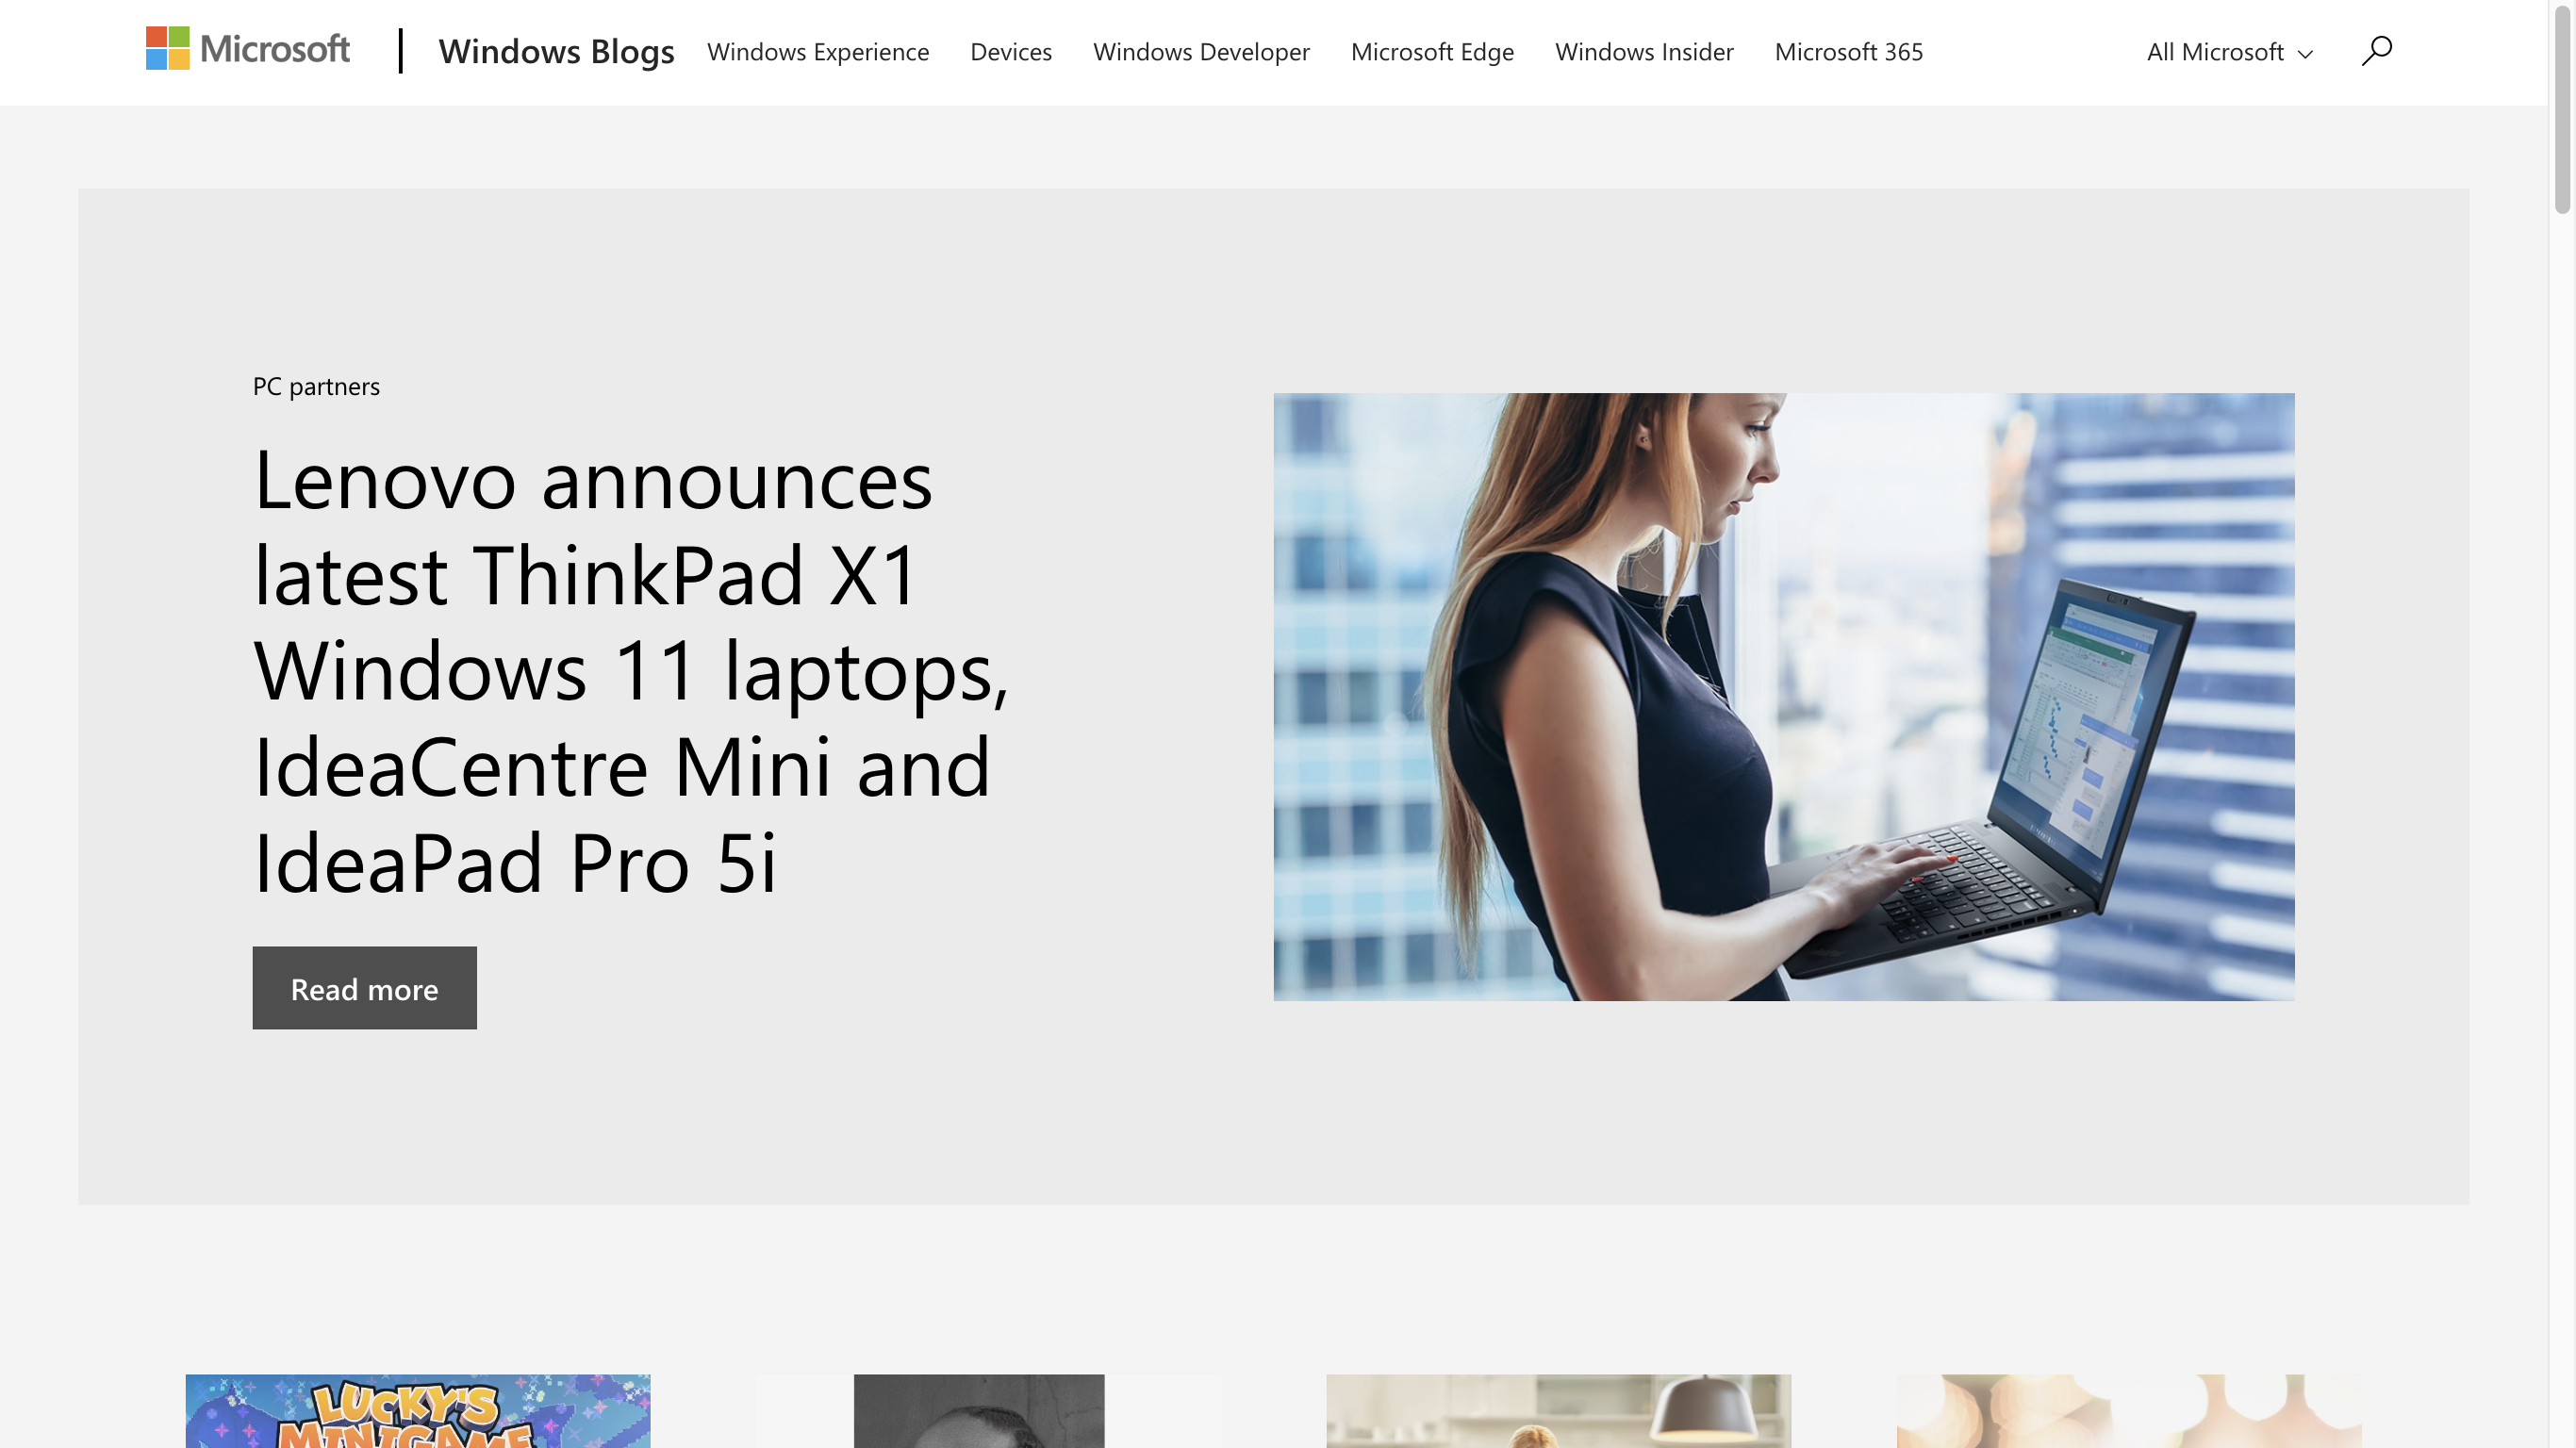 Microsoft
Windows Blogs
Windows Experience
Devices
Windows Developer
Microsoft Edge
Windows Insider
Microsoft 365
All Microsoft
PC partners
Lenovo announces
latest ThinkPad X1
Windows 11 laptops,
IdeaCentre Mini and
IdeaPad Pro 5i
Read more
LUCKY'S
MINIGAME